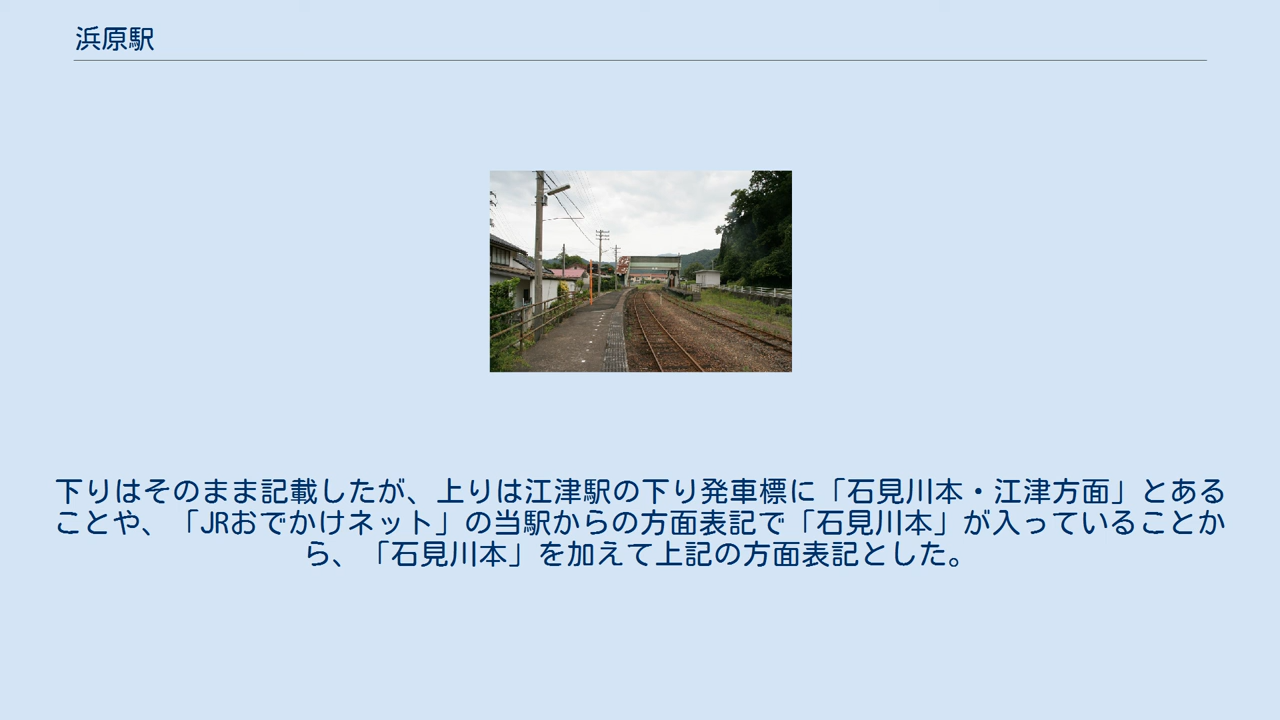 浜原駅
下りはそのまま記載したが、上りは江津駅の下り発車標に「石見川本・江津方面」とある
ことや、「JRおでかけネット」の当駅からの方面表記で「石見川本」が入っていることか
ら、「石見川本」を加えて上記の方面表記とした。